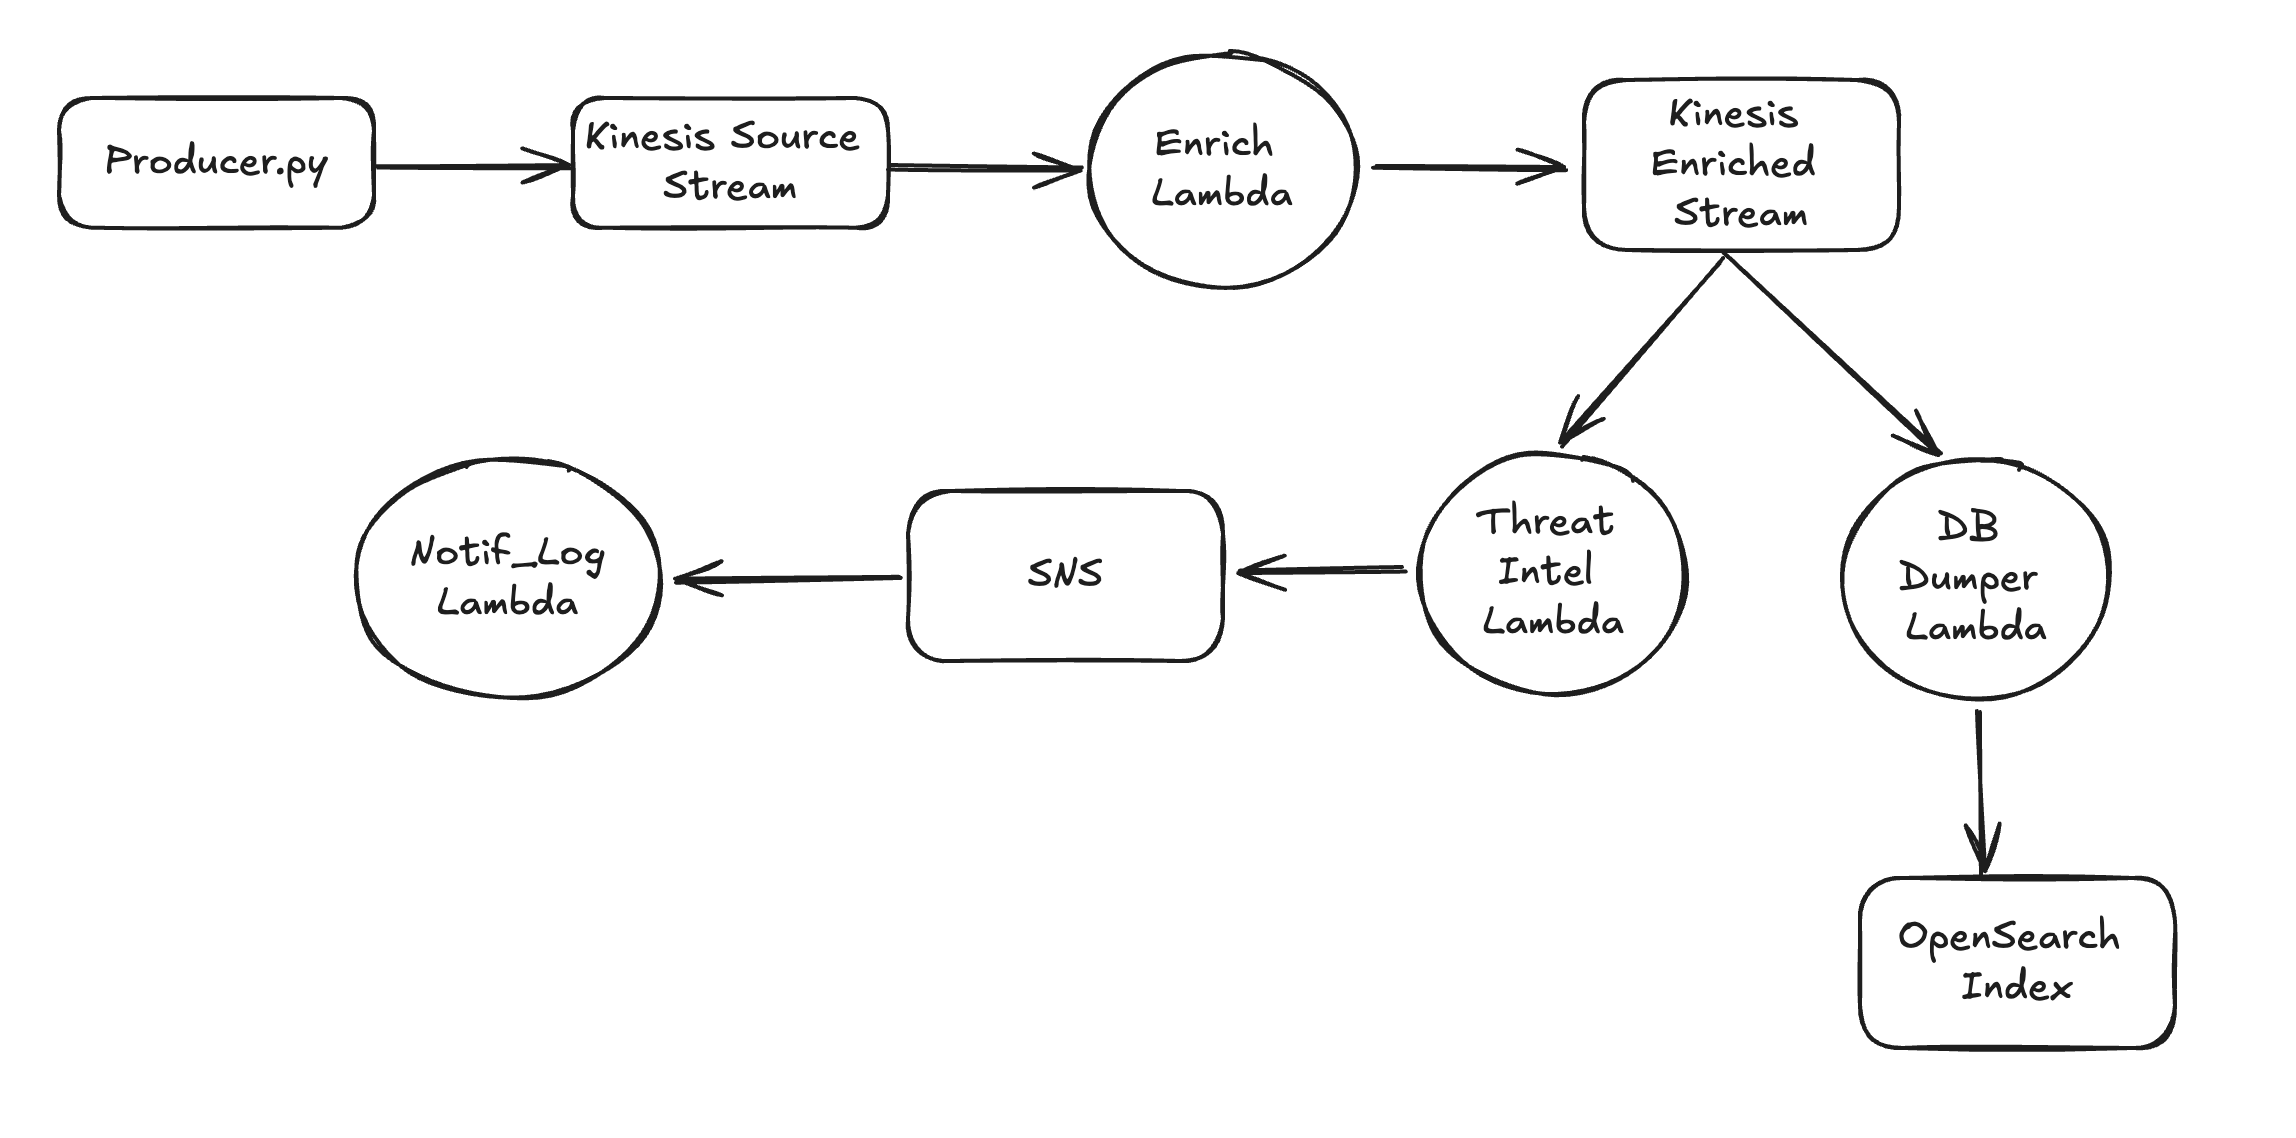 Producer.py
Kinesis Source
Stream
Enrich
Lambda
Kinesis
Enriched
Stream
Notif_Log
Lambda
SNS
Threat
Intel
Lambda
DB
Dumper
Lambda
OpenSearch
Index